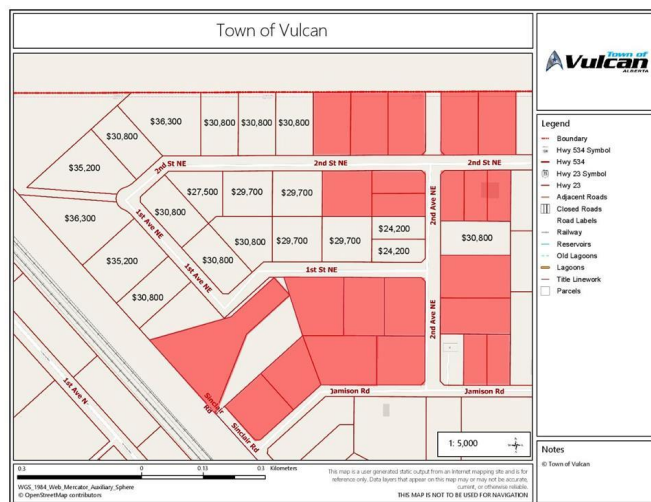 Town of Vulcan
Town of
Vulcan
ALBERTA
$36,300
$30,800
$30,800
$30,800
$30,800
$35,200
2nd St NE
2nd St NE
2nd St NE
$27,500
$29,700
$29,700
$36,300
$30,800
1st Ave NE
2nd Ave NE
$24,200
$30,800
$29,700
$29,700
$24,200
$30,800
$35,200
$30,800
1st Ave NE
1st St NE
$30,800
2nd Ave NE
1st Ave N
Sinclair Rd
Jamison Rd
Jamison Rd
Sinclair Rd
1: 5,000
Legend
Boundary
Hwy 534 Symbol
Hwy 534
Hwy 23 Symbol
Hwy 23
Adjacent Roads
Closed Roads
Road Labels
Railway
Reservoirs
Old Lagoons
Lagoons
Title Linework
Parcels
Notes
© Town of Vulcan
0.3
0
0.13
0.3
Kilometers
WGS_1984_Web_Mercator_Auxiliary_Sphere
© OpenStreetMap contributors
This map is a user generated static output from an internet mapping site and is for
reference only. Data layers that appear on this map may or may not be accurate,
current, or otherwise reliable.
THIS MAP IS NOT TO BE USED FOR NAVIGATION